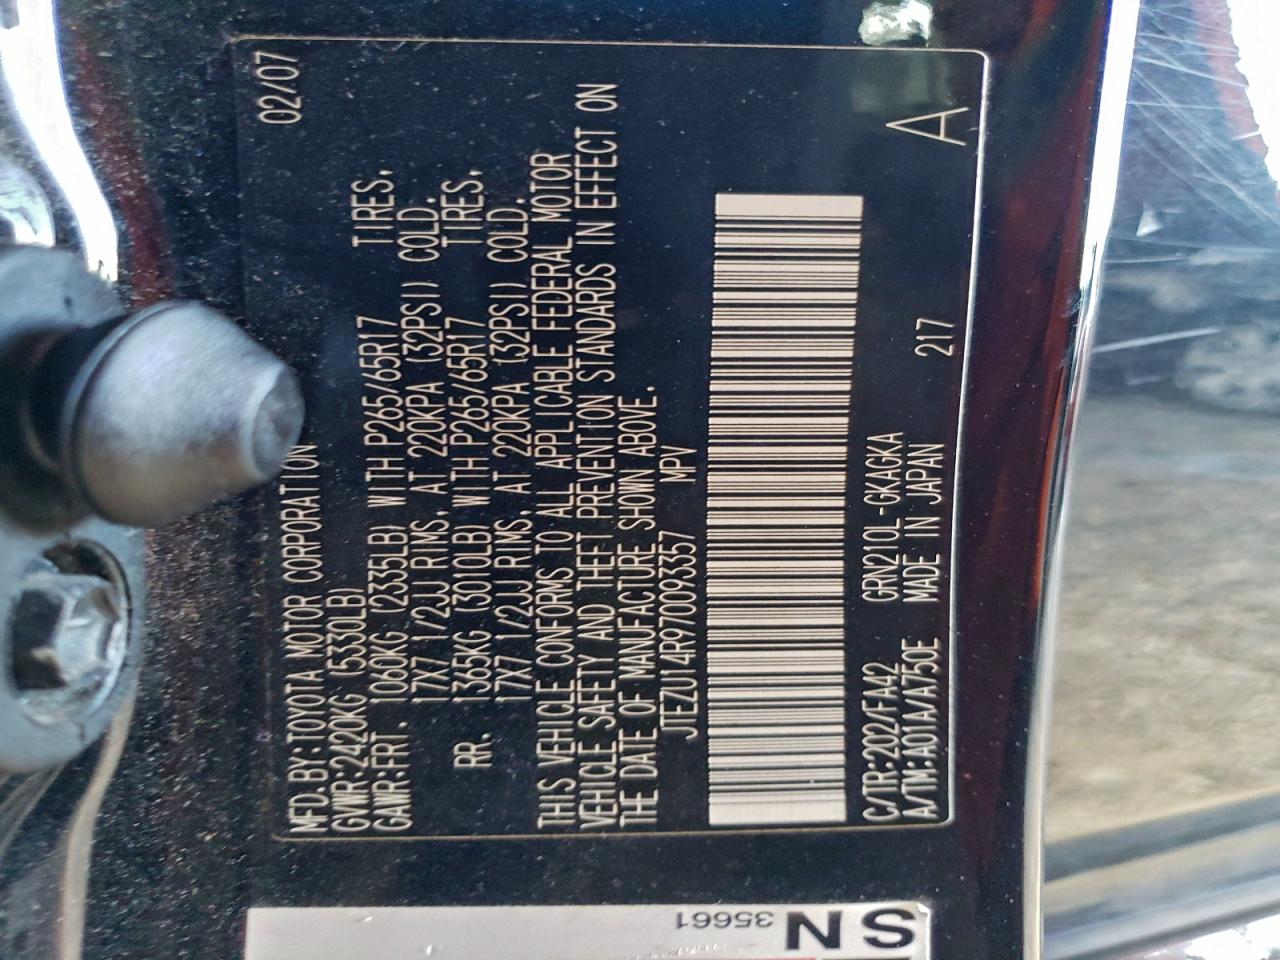 MFD. BY: TOYOTA MOTOR CORPORATION 02/07
GVWR: 2420KG (5330LB)
GAWR: FRT. 1060KG (2335LB) WITH P265/65R17 TIRES,
17X7 1/2JJ RIMS, AT 220KPA (32PSI) COLD.
RR. 1365KG (3010LB) WITH P265/65R17 TIRES,
17X7 1/2JJ RIMS, AT 220KPA (32PSI) COLD.
THIS VEHICLE CONFORMS TO ALL APPLICABLE FEDERAL MOTOR
VEHICLE SAFETY AND THEFT PREVENTION STANDARDS IN EFFECT ON
THE DATE OF MANUFACTURE SHOWN ABOVE.
JTEZU14R97009357 MPV
C/TR:202/FA42 GRN210L-GKAGKA A
A/TM:A01A/A750E MADE IN JAPAN 217
SN
35661